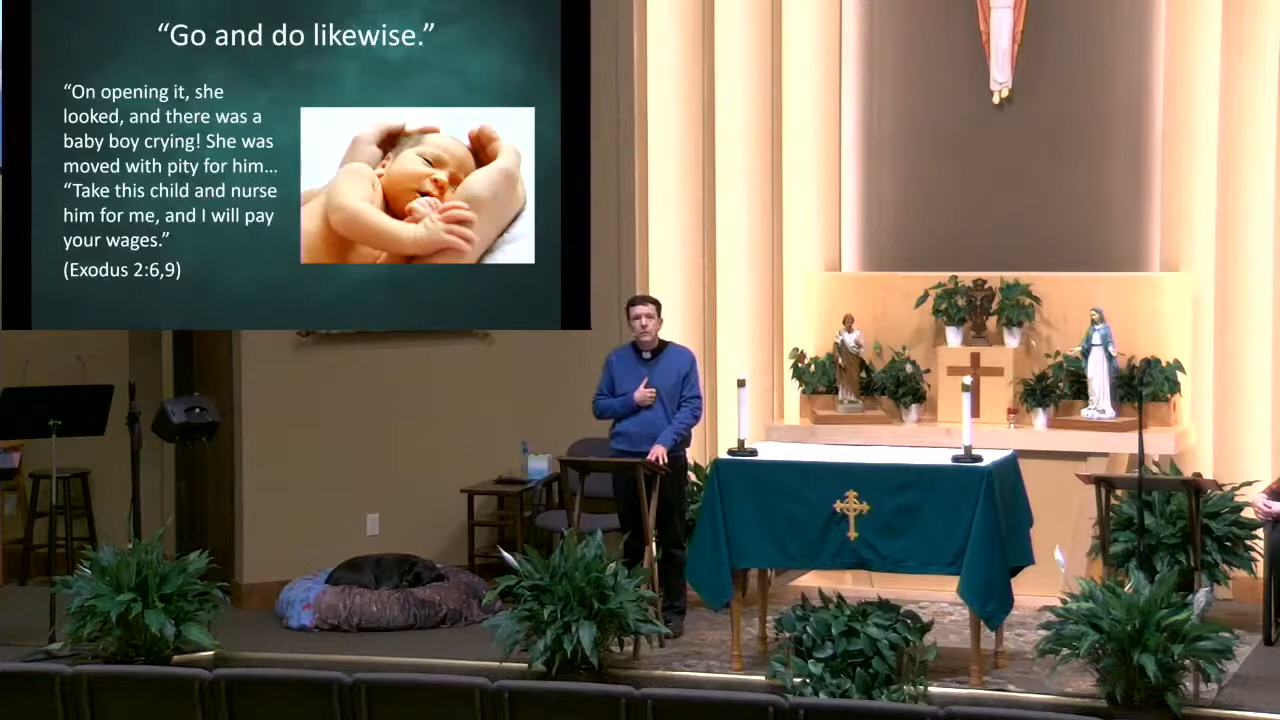 “Go and do likewise.”
“On opening it, she
looked, and there was a
baby boy crying! She was
moved with pity for him…
“Take this child and nurse
him for me, and I will pay
your wages.”
(Exodus 2:6,9)